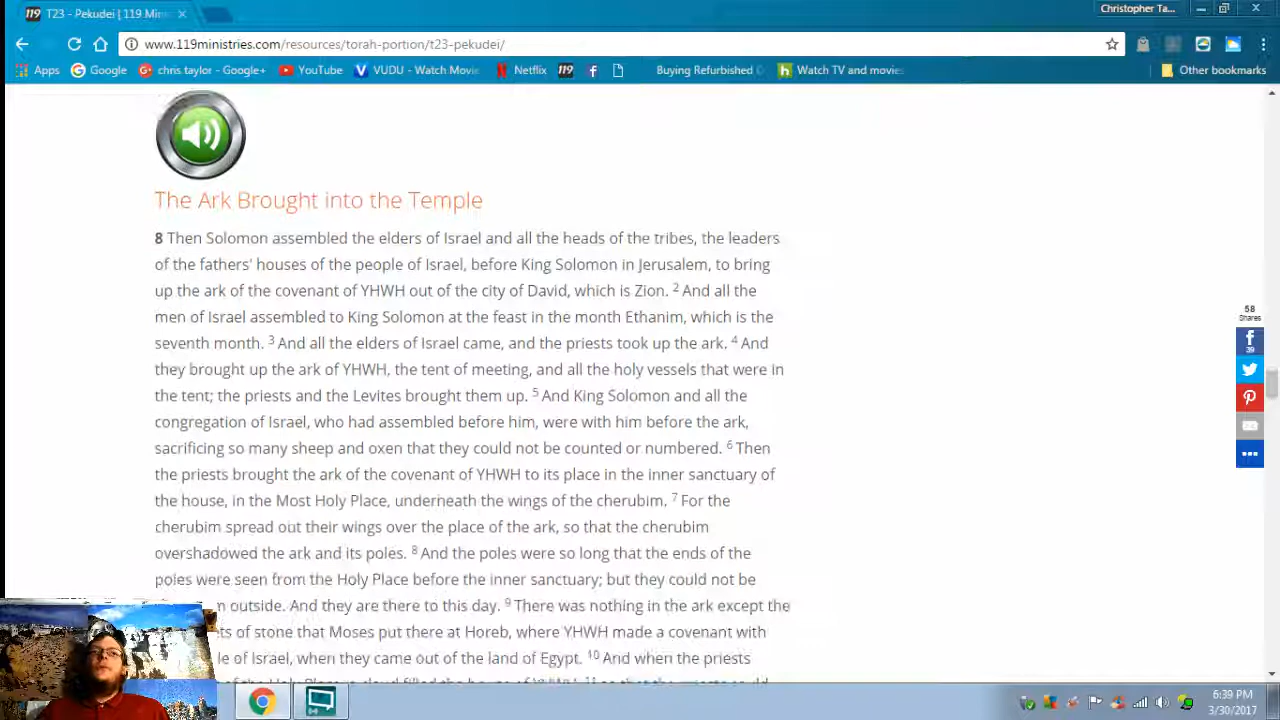 119 T23 - Pekudei | 119 Min
Christopher Ta...
www.119ministries.com/resources/torah-portion/t23-pekudei/
Apps Google chris taylor - Google+ YouTube VUDU - Watch Movie Netflix 119 Buying Refurbished Watch TV and movies Other bookmarks
The Ark Brought into the Temple
8 Then Solomon assembled the elders of Israel and all the heads of the tribes, the leaders
of the fathers' houses of the people of Israel, before King Solomon in Jerusalem, to bring
up the ark of the covenant of YHWH out of the city of David, which is Zion. 2 And all the
men of Israel assembled to King Solomon at the feast in the month Ethanim, which is the
seventh month. 3 And all the elders of Israel came, and the priests took up the ark. 4 And
they brought up the ark of YHWH, the tent of meeting, and all the holy vessels that were in
the tent; the priests and the Levites brought them up. 5 And King Solomon and all the
congregation of Israel, who had assembled before him, were with him before the ark,
sacrificing so many sheep and oxen that they could not be counted or numbered. 6 Then
the priests brought the ark of the covenant of YHWH to its place in the inner sanctuary of
the house, in the Most Holy Place, underneath the wings of the cherubim. 7 For the
cherubim spread out their wings over the place of the ark, so that the cherubim
overshadowed the ark and its poles. 8 And the poles were so long that the ends of the
poles were seen from the Holy Place before the inner sanctuary; but they could not be
m outside. And they are there to this day. 9 There was nothing in the ark except the
ts of stone that Moses put there at Horeb, where YHWH made a covenant with
le of Israel, when they came out of the land of Egypt. 10 And when the priests
58
Shares
39
6:39 PM
3/30/2017